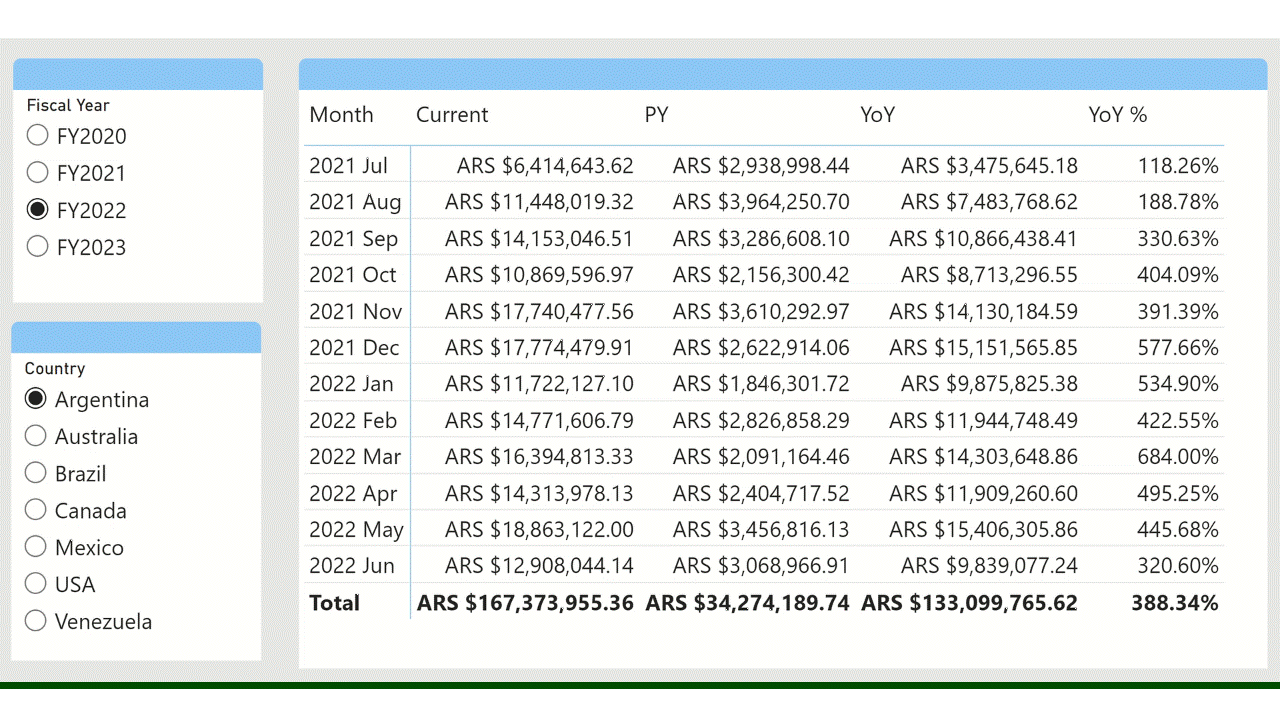 Fiscal Year
FY2020
FY2021
FY2022
FY2023
Country
Argentina
Australia
Brazil
Canada
Mexico
USA
Venezuela
Month Current PY YoY YoY %
2021 Jul ARS $6,414,643.62 ARS $2,938,998.44 ARS $3,475,645.18 118.26%
2021 Aug ARS $11,448,019.32 ARS $3,964,250.70 ARS $7,483,768.62 188.78%
2021 Sep ARS $14,153,046.51 ARS $3,286,608.10 ARS $10,866,438.41 330.63%
2021 Oct ARS $10,869,596.97 ARS $2,156,300.42 ARS $8,713,296.55 404.09%
2021 Nov ARS $17,740,477.56 ARS $3,610,292.97 ARS $14,130,184.59 391.39%
2021 Dec ARS $17,774,479.91 ARS $2,622,914.06 ARS $15,151,565.85 577.66%
2022 Jan ARS $11,722,127.10 ARS $1,846,301.72 ARS $9,875,825.38 534.90%
2022 Feb ARS $14,771,606.79 ARS $2,826,858.29 ARS $11,944,748.49 422.55%
2022 Mar ARS $16,394,813.33 ARS $2,091,164.46 ARS $14,303,648.86 684.00%
2022 Apr ARS $14,313,978.13 ARS $2,404,717.52 ARS $11,909,260.60 495.25%
2022 May ARS $18,863,122.00 ARS $3,456,816.13 ARS $15,406,305.86 445.68%
2022 Jun ARS $12,908,044.14 ARS $3,068,966.91 ARS $9,839,077.24 320.60%
Total ARS $167,373,955.36 ARS $34,274,189.74 ARS $133,099,765.62 388.34%